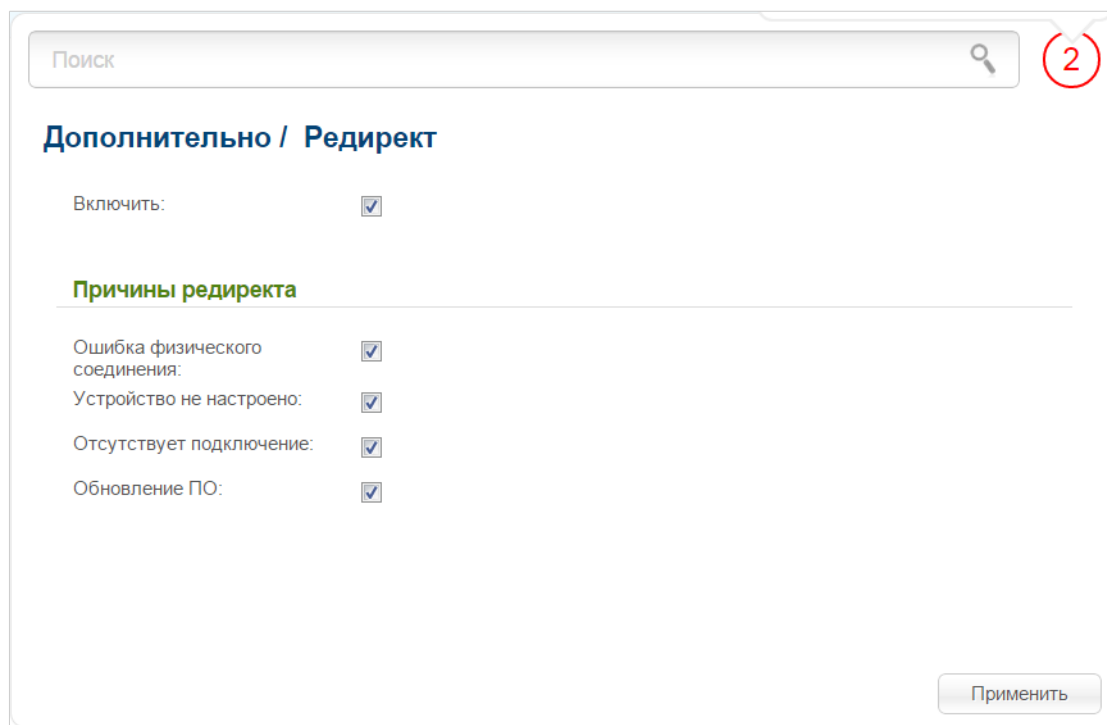 Поиск
2
Дополнительно / Редирект
Включить:
Причины редиректа
Ошибка физического
соединения:
Устройство не настроено:
Отсутствует подключение:
Обновление ПО:
Применить